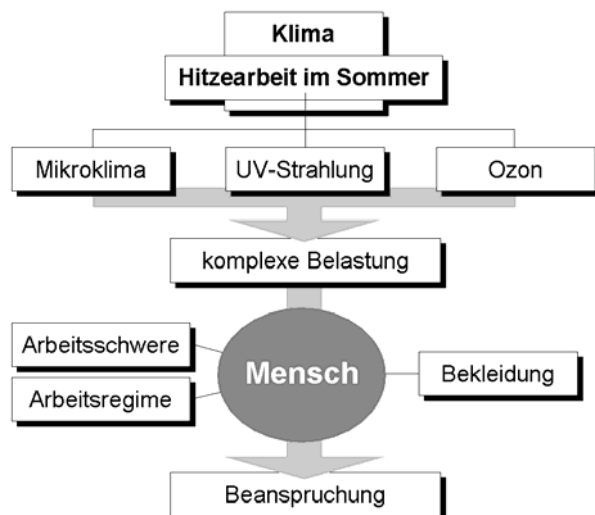 Klima
Hitzearbeit im Sommer
Mikroklima
UV-Strahlung
Ozon
komplexe Belastung
Arbeitsschwere
Arbeitsregime
Mensch
Bekleidung
Beanspruchung